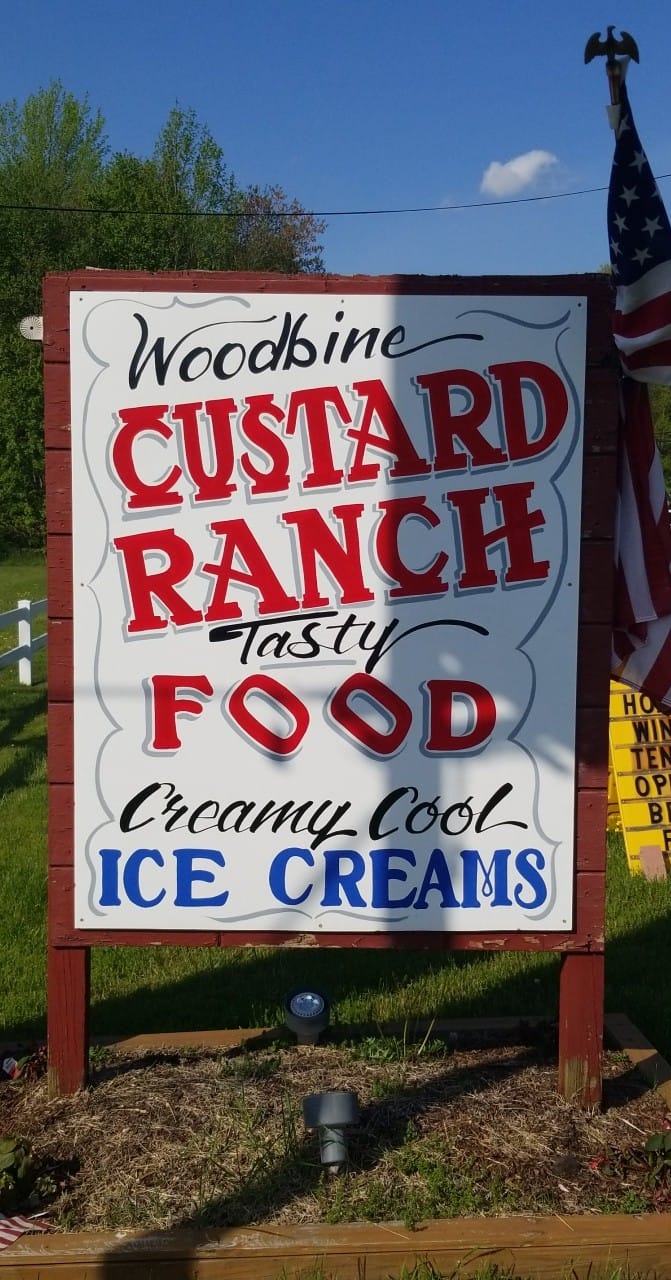 Woodbine
CUSTARD
RANCH
Tasty
FOOD
Creamy Cool
ICE CREAMS